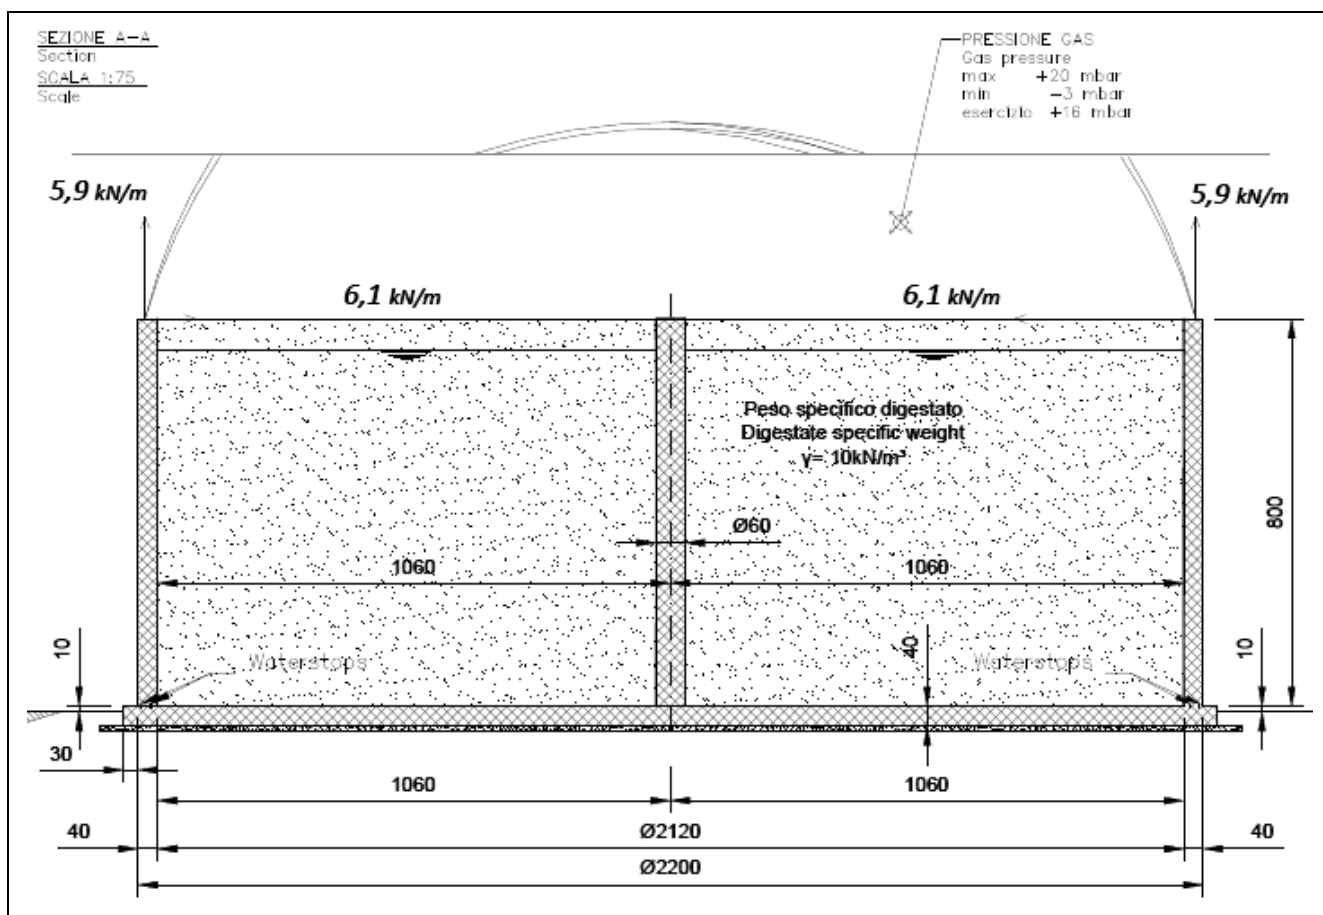 SEZIONE A-A
Section
SCALA 1:75
Scale
PRESSIONE GAS
Gas pressure
max +20 mbar
min -3 mbar
esercizio +16 mbar
5,9 kN/m
5,9 kN/m
6,1 kN/m
6,1 kN/m
Peso specifico digestato
Digestate specific weight
γ= 10kN/m³
800
Ø60
1060
1060
10
Waterstops
40
Waterstops
10
30
1060
1060
40
Ø2120
40
Ø2200